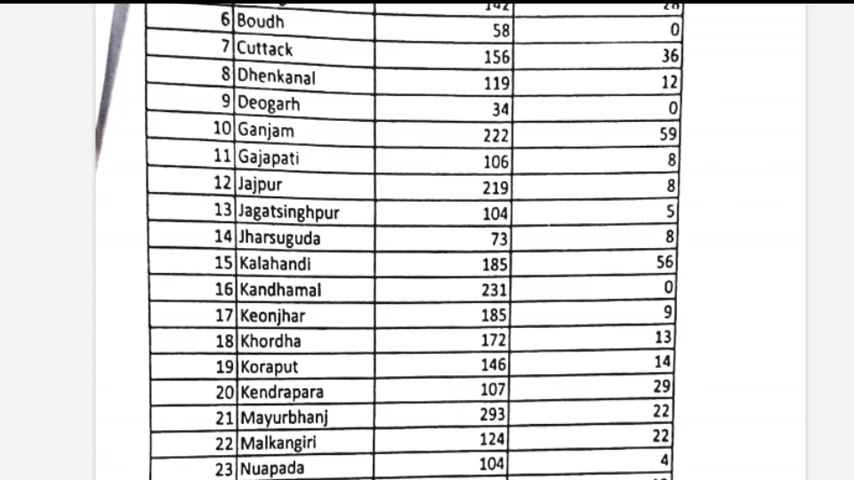 6 Boudh 58 0
7 Cuttack 156 36
8 Dhenkanal 119 12
9 Deogarh 34 0
10 Ganjam 222 59
11 Gajapati 106 8
12 Jajpur 219 8
13 Jagatsinghpur 104 5
14 Jharsuguda 73 8
15 Kalahandi 185 56
16 Kandhamal 231 0
17 Keonjhar 185 9
18 Khordha 172 13
19 Koraput 146 14
20 Kendrapara 107 29
21 Mayurbhanj 293 22
22 Malkangiri 124 22
23 Nuapada 104 4